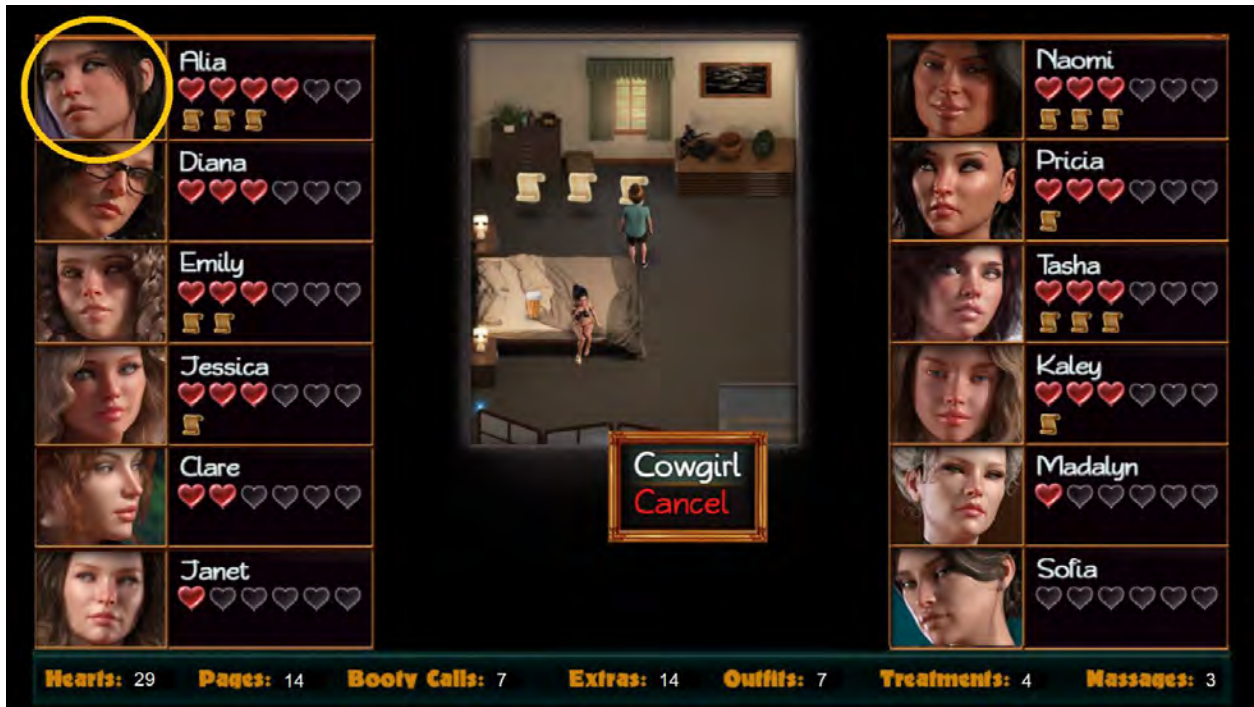 Alia
Diana
Emily
Jessica
Clare
Janet
Cowgirl
Cancel
Naomi
Pricia
Tasha
Kaley
Madalyn
Sofia
Hearts: 29 Pages: 14 Booty Calls: 7 Extras: 14 Outfits: 7 Treatments: 4 Massages: 3